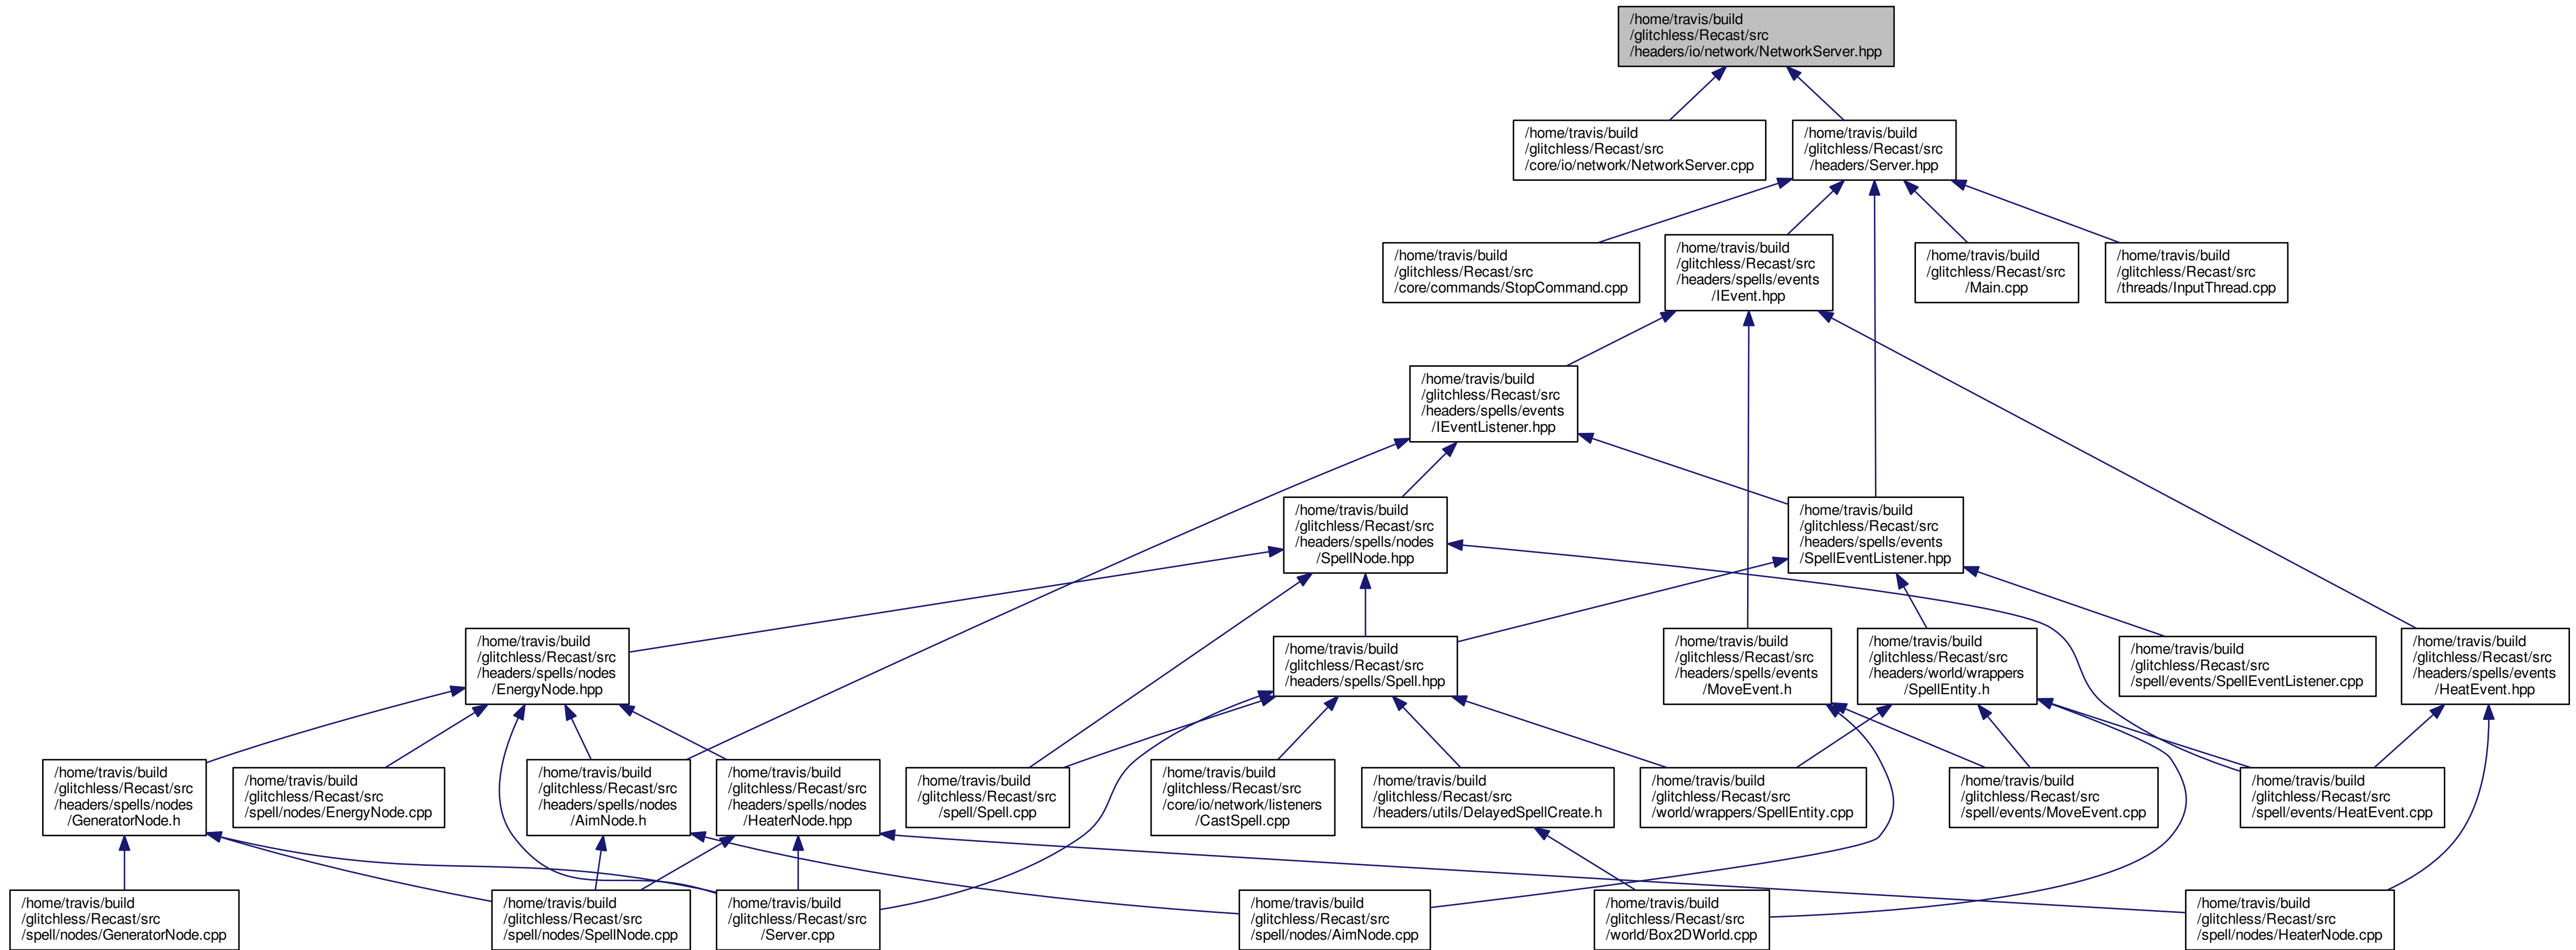 /home/travis/build
/glitchless/Recast/src
/headers/io/network/NetworkServer.hpp
/home/travis/build
/glitchless/Recast/src
/core/io/network/NetworkServer.cpp
/home/travis/build
/glitchless/Recast/src
/headers/Server.hpp
/home/travis/build
/glitchless/Recast/src
/core/commands/StopCommand.cpp
/home/travis/build
/glitchless/Recast/src
/headers/spells/events
/IEvent.hpp
/home/travis/build
/glitchless/Recast/src
/Main.cpp
/home/travis/build
/glitchless/Recast/src
/threads/InputThread.cpp
/home/travis/build
/glitchless/Recast/src
/headers/spells/events
/IEventListener.hpp
/home/travis/build
/glitchless/Recast/src
/headers/spells/nodes
/SpellNode.hpp
/home/travis/build
/glitchless/Recast/src
/headers/spells/events
/SpellEventListener.hpp
/home/travis/build
/glitchless/Recast/src
/headers/spells/nodes
/EnergyNode.hpp
/home/travis/build
/glitchless/Recast/src
/headers/spells/Spell.hpp
/home/travis/build
/glitchless/Recast/src
/headers/spells/events
/MoveEvent.h
/home/travis/build
/glitchless/Recast/src
/headers/world/wrappers
/SpellEntity.h
/home/travis/build
/glitchless/Recast/src
/spell/events/SpellEventListener.cpp
/home/travis/build
/glitchless/Recast/src
/headers/spells/events
/HeatEvent.hpp
/home/travis/build
/glitchless/Recast/src
/headers/spells/nodes
/GeneratorNode.h
/home/travis/build
/glitchless/Recast/src
/spell/nodes/EnergyNode.cpp
/home/travis/build
/glitchless/Recast/src
/headers/spells/nodes
/AimNode.h
/home/travis/build
/glitchless/Recast/src
/headers/spells/nodes
/HeaterNode.hpp
/home/travis/build
/glitchless/Recast/src
/spell/Spell.cpp
/home/travis/build
/glitchless/Recast/src
/core/io/network/listeners
/CastSpell.cpp
/home/travis/build
/glitchless/Recast/src
/headers/utils/DelayedSpellCreate.h
/home/travis/build
/glitchless/Recast/src
/world/wrappers/SpellEntity.cpp
/home/travis/build
/glitchless/Recast/src
/spell/events/MoveEvent.cpp
/home/travis/build
/glitchless/Recast/src
/spell/events/HeatEvent.cpp
/home/travis/build
/glitchless/Recast/src
/spell/nodes/GeneratorNode.cpp
/home/travis/build
/glitchless/Recast/src
/spell/nodes/SpellNode.cpp
/home/travis/build
/glitchless/Recast/src
/Server.cpp
/home/travis/build
/glitchless/Recast/src
/spell/nodes/AimNode.cpp
/home/travis/build
/glitchless/Recast/src
/world/Box2DWorld.cpp
/home/travis/build
/glitchless/Recast/src
/spell/nodes/HeaterNode.cpp